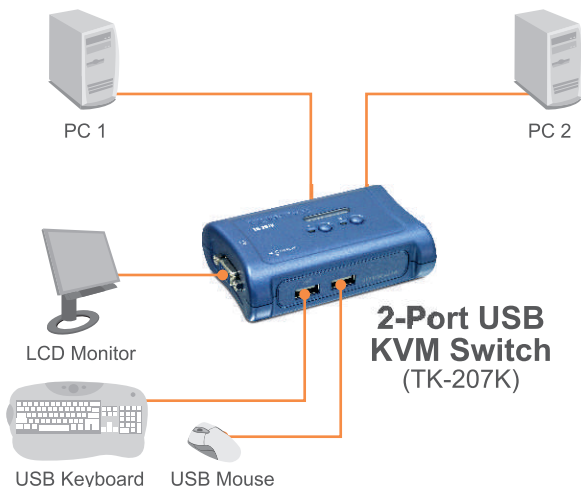 PC 1
PC 2
LCD Monitor
2-Port USB
KVM Switch
(TK-207K)
USB Keyboard
USB Mouse